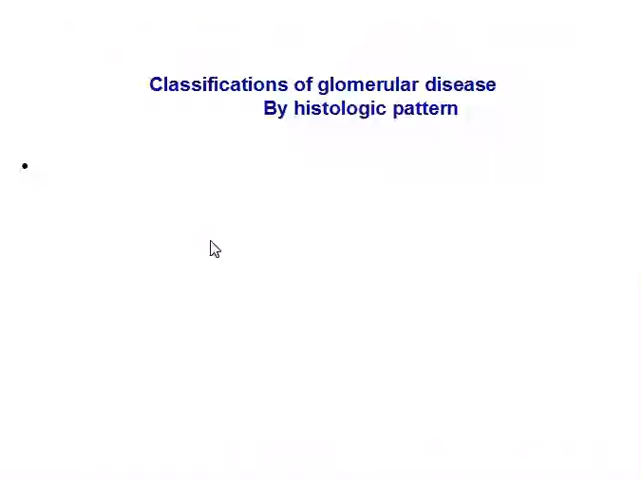 Classifications of glomerular disease
By histologic pattern
•